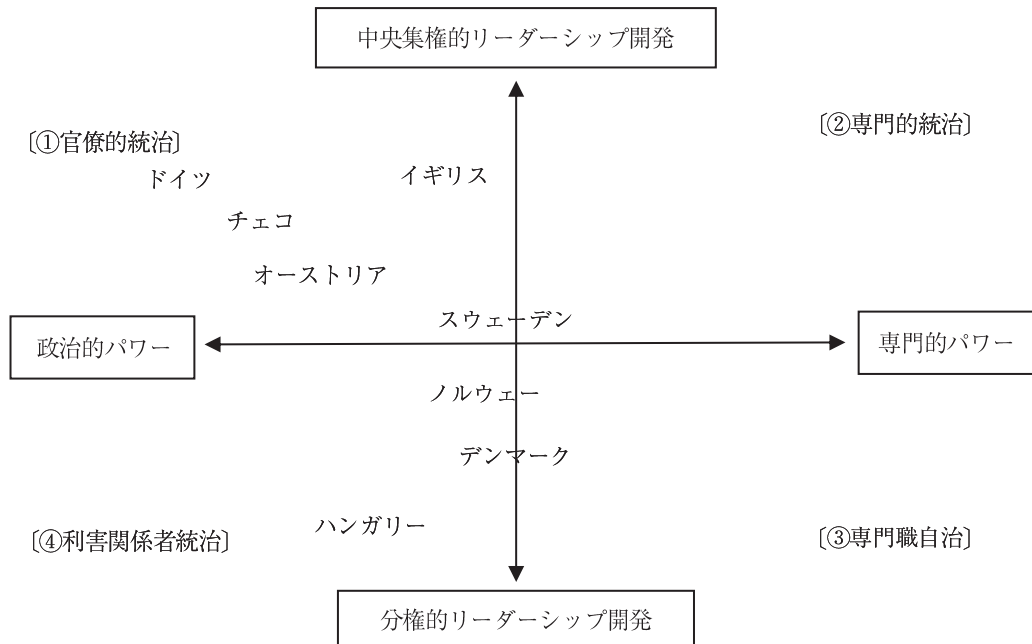 中央集権的リーダーシップ開発
〔②専門的統治〕
〔①官僚的統治〕
ドイツ
イギリス
チェコ
オーストリア
スウェーデン
政治的パワー
専門的パワー
ノルウェー
デンマーク
ハンガリー
〔④利害関係者統治〕
〔③専門職自治〕
分権的リーダーシップ開発